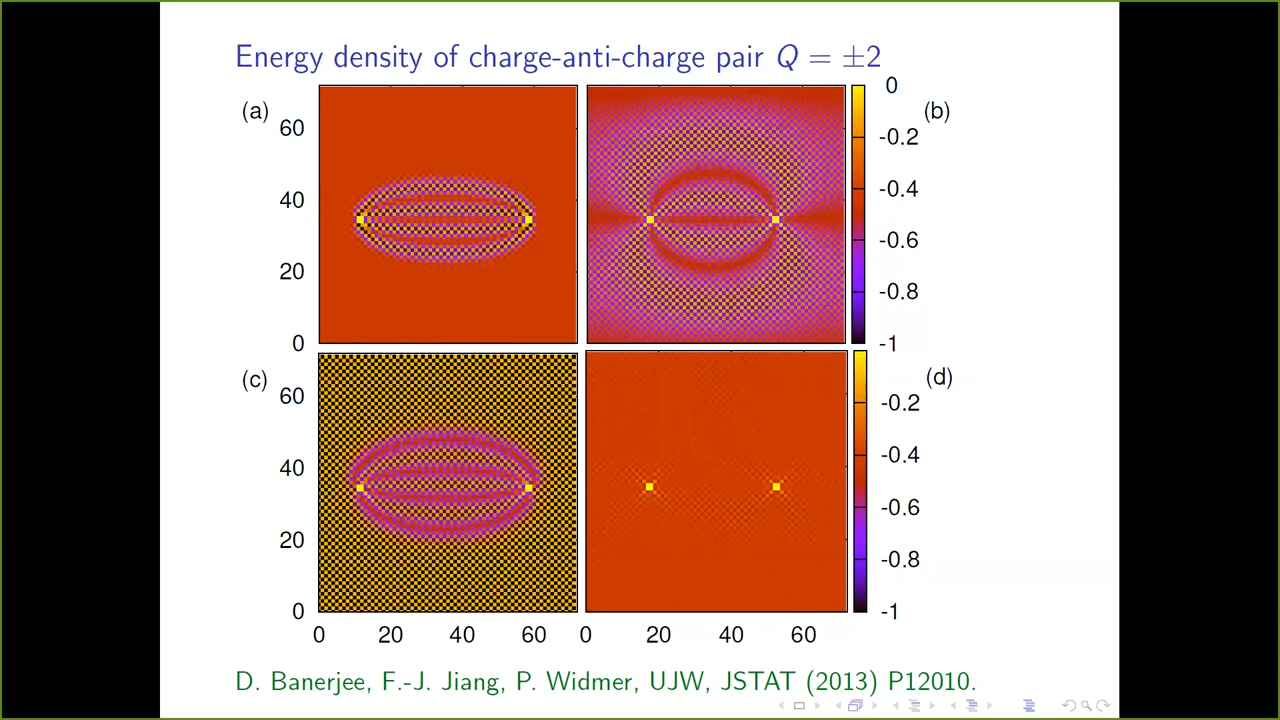 Energy density of charge-anti-charge pair Q = ±2
(a)
60
40
20
0
(b)
0
-0.2
-0.4
-0.6
-0.8
-1
(c)
60
40
20
0
0 20 40 60
(d)
-0.2
-0.4
-0.6
-0.8
-1
0 20 40 60
D. Banerjee, F.-J. Jiang, P. Widmer, UJW, JSTAT (2013) P12010.